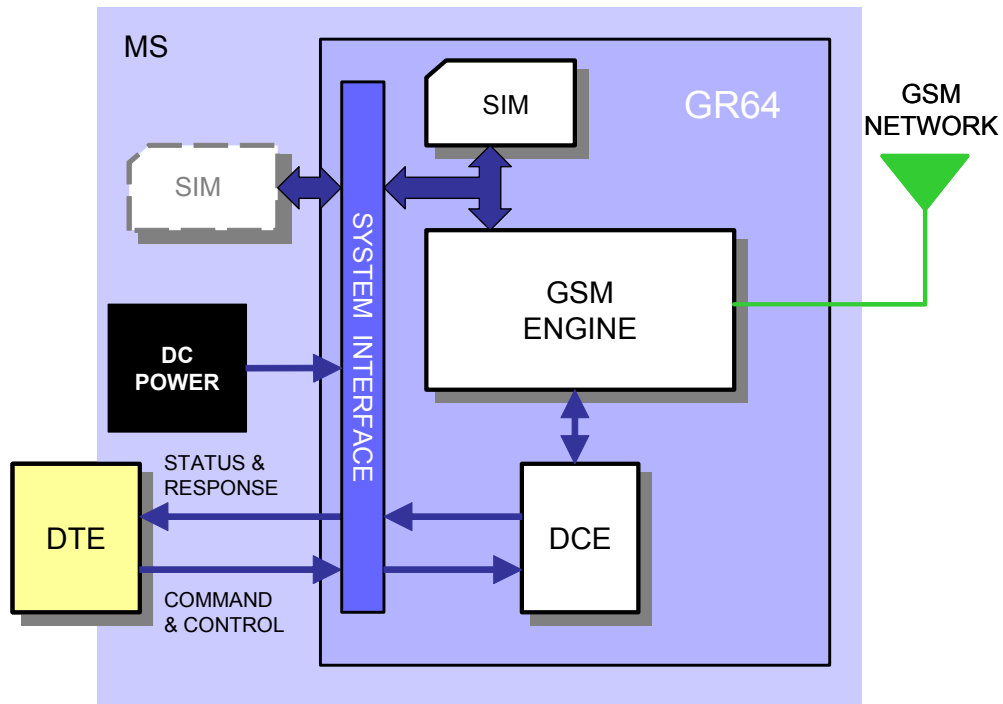 MS
SIM
GR64
GSM
NETWORK
SIM
SYSTEM INTERFACE
GSM
ENGINE
DC
POWER
STATUS &
RESPONSE
DTE
DCE
COMMAND
& CONTROL